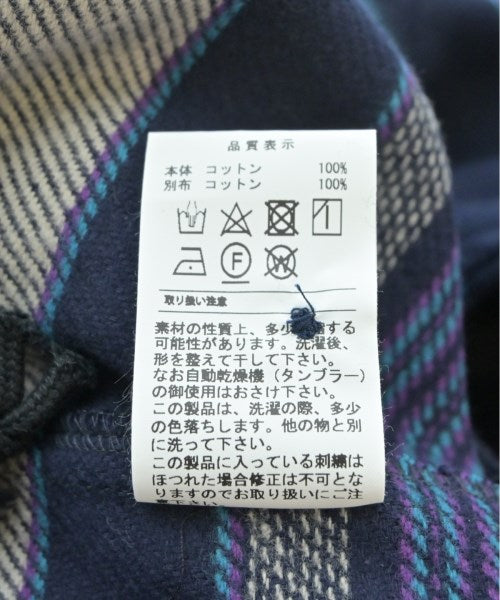 品質表示
本体 コットン 100%
別布 コットン 100%
F
W
取り扱い注意
素材の性質上、多少 縮する
可能性があります。洗濯後、
形を整えて干して下さい。
なお自動乾燥機（タンブラー）
の御使用はおさけ下さい。
この製品は、洗濯の際、多少
の色落ちします。他の物と別
に洗って下さい。
この製品に入っている刺繍は
ほつれた場合修正は不可とな
りますのでお取り扱いにご注